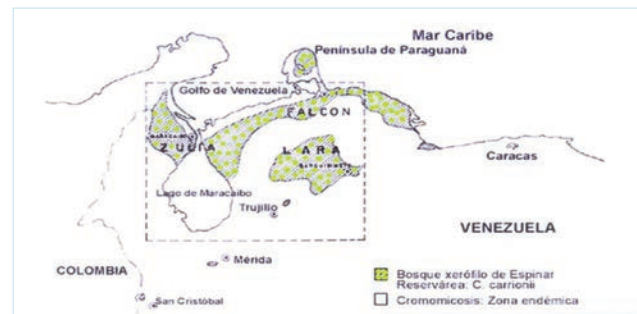 Mar Caribe
Península de Paraguaná
Golfo de Venezuela
FALCON
ZULIA
LARA
Caracas
Lago de Maracaibo
Trujillo
VENEZUELA
Mérida
COLOMBIA
San Cristóbal
Bosque xerófilo de Espinar
Reservárea: C. carrionii
Cromomicosis: Zona endémica